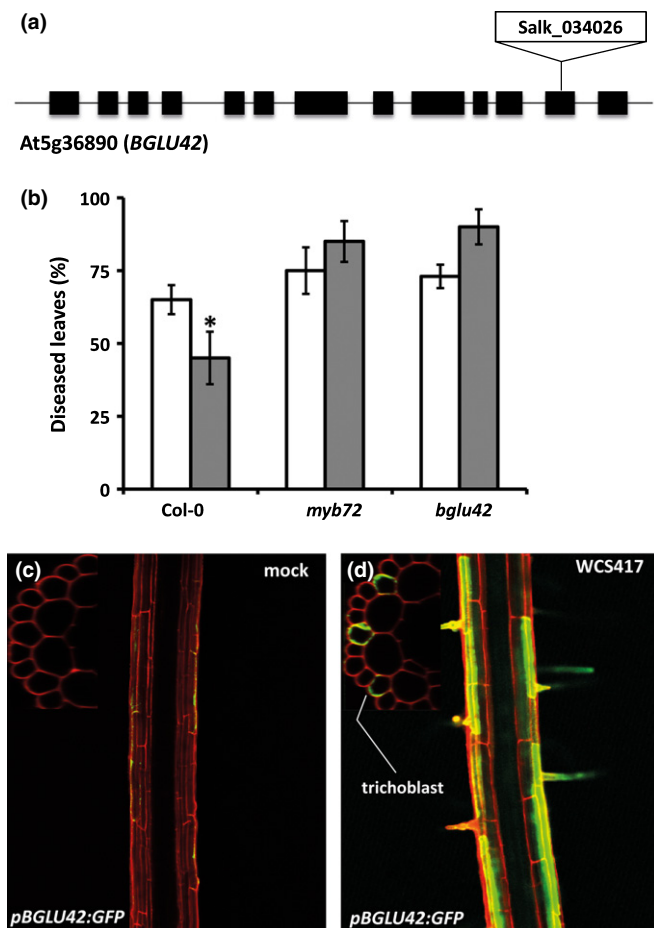 (a)
Salk_034026
At5g36890 (BGLU42)
(b)
Diseased leaves (%)
100
75
50
25
0
*
Col-0
myb72
bglu42
(c)
mock
pBGLU42:GFP
(d)
WCS417
trichoblast
pBGLU42:GFP